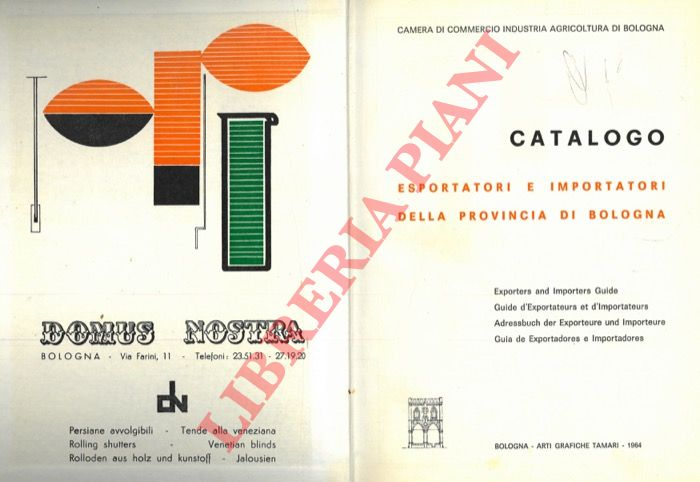 DOMUS NOSTRA
BOLOGNA - Via Farini, 11 - Telefoni: 23.51.31 - 27.19.20
dn
Persiane avvolgibili - Tende alla veneziana
Rolling shutters - Venetian blinds
Rolloden aus holz und kunstoff - Jalousien
CAMERA DI COMMERCIO INDUSTRIA AGRICOLTURA DI BOLOGNA
CATALOGO
ESPORTATORI E IMPORTATORI
DELLA PROVINCIA DI BOLOGNA
Exporters and Importers Guide
Guide d'Exportateurs et d'Importateurs
Adressbuch der Exporteure und Importeure
Guia de Exportadores e Importadores
BOLOGNA - ARTI GRAFICHE TAMARI - 1964
LIBRERIA PIANI